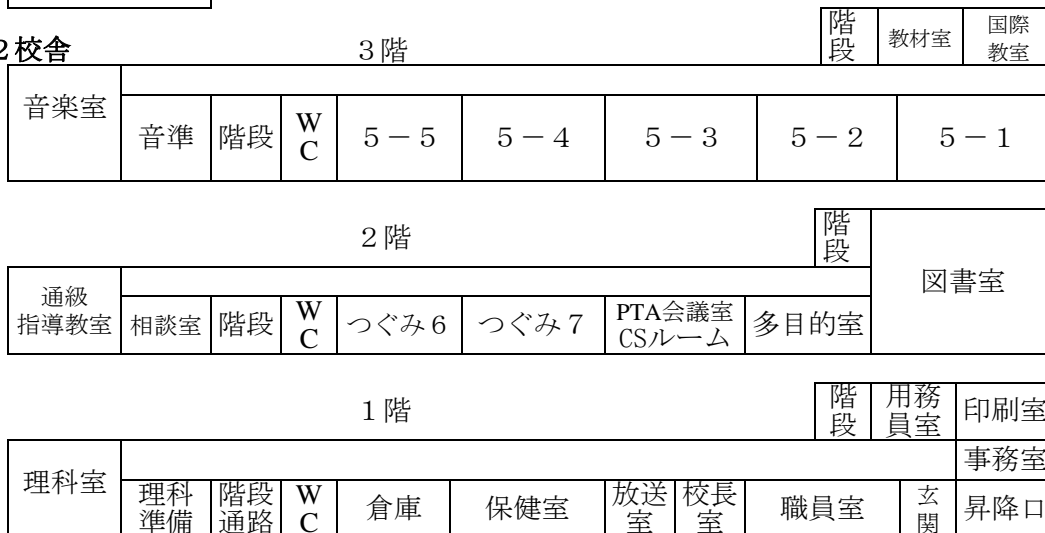 2校舎
3階
階段
教材室
国際
教室
音楽室
音準
階段
WC
5-5
5-4
5-3
5-2
5-1
2階
階段
図書室
通級
指導教室
相談室
階段
WC
つぐみ6
つぐみ7
PTA会議室
CSルーム
多目的室
1階
階段
用務
員室
印刷室
事務室
理科室
理科
準備
階段
通路
WC
倉庫
保健室
放送
室
校長
室
職員室
玄関
昇降口